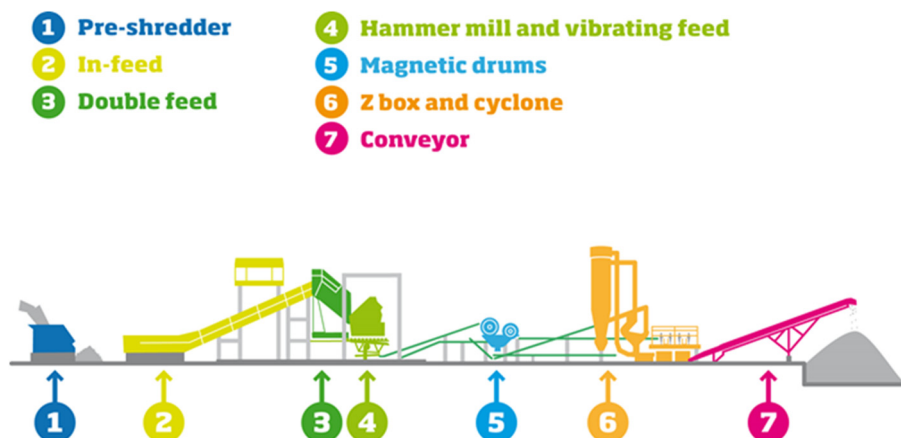 1 Pre-shredder
2 In-feed
3 Double feed
4 Hammer mill and vibrating feed
5 Magnetic drums
6 Z box and cyclone
7 Conveyor
1 2 3 4 5 6 7